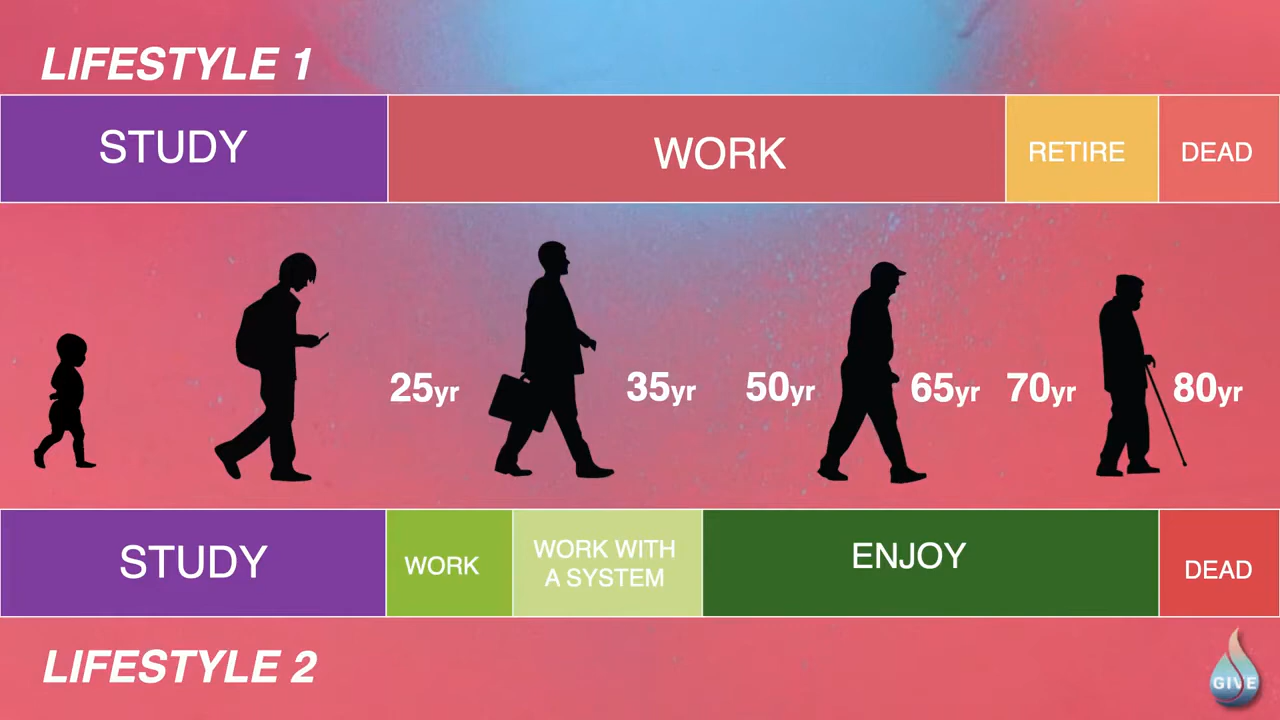 LIFESTYLE 1
STUDY
WORK
RETIRE
DEAD
25yr
35yr
50yr
65yr
70yr
80yr
STUDY
WORK
WORK WITH
A SYSTEM
ENJOY
DEAD
LIFESTYLE 2
GIVE